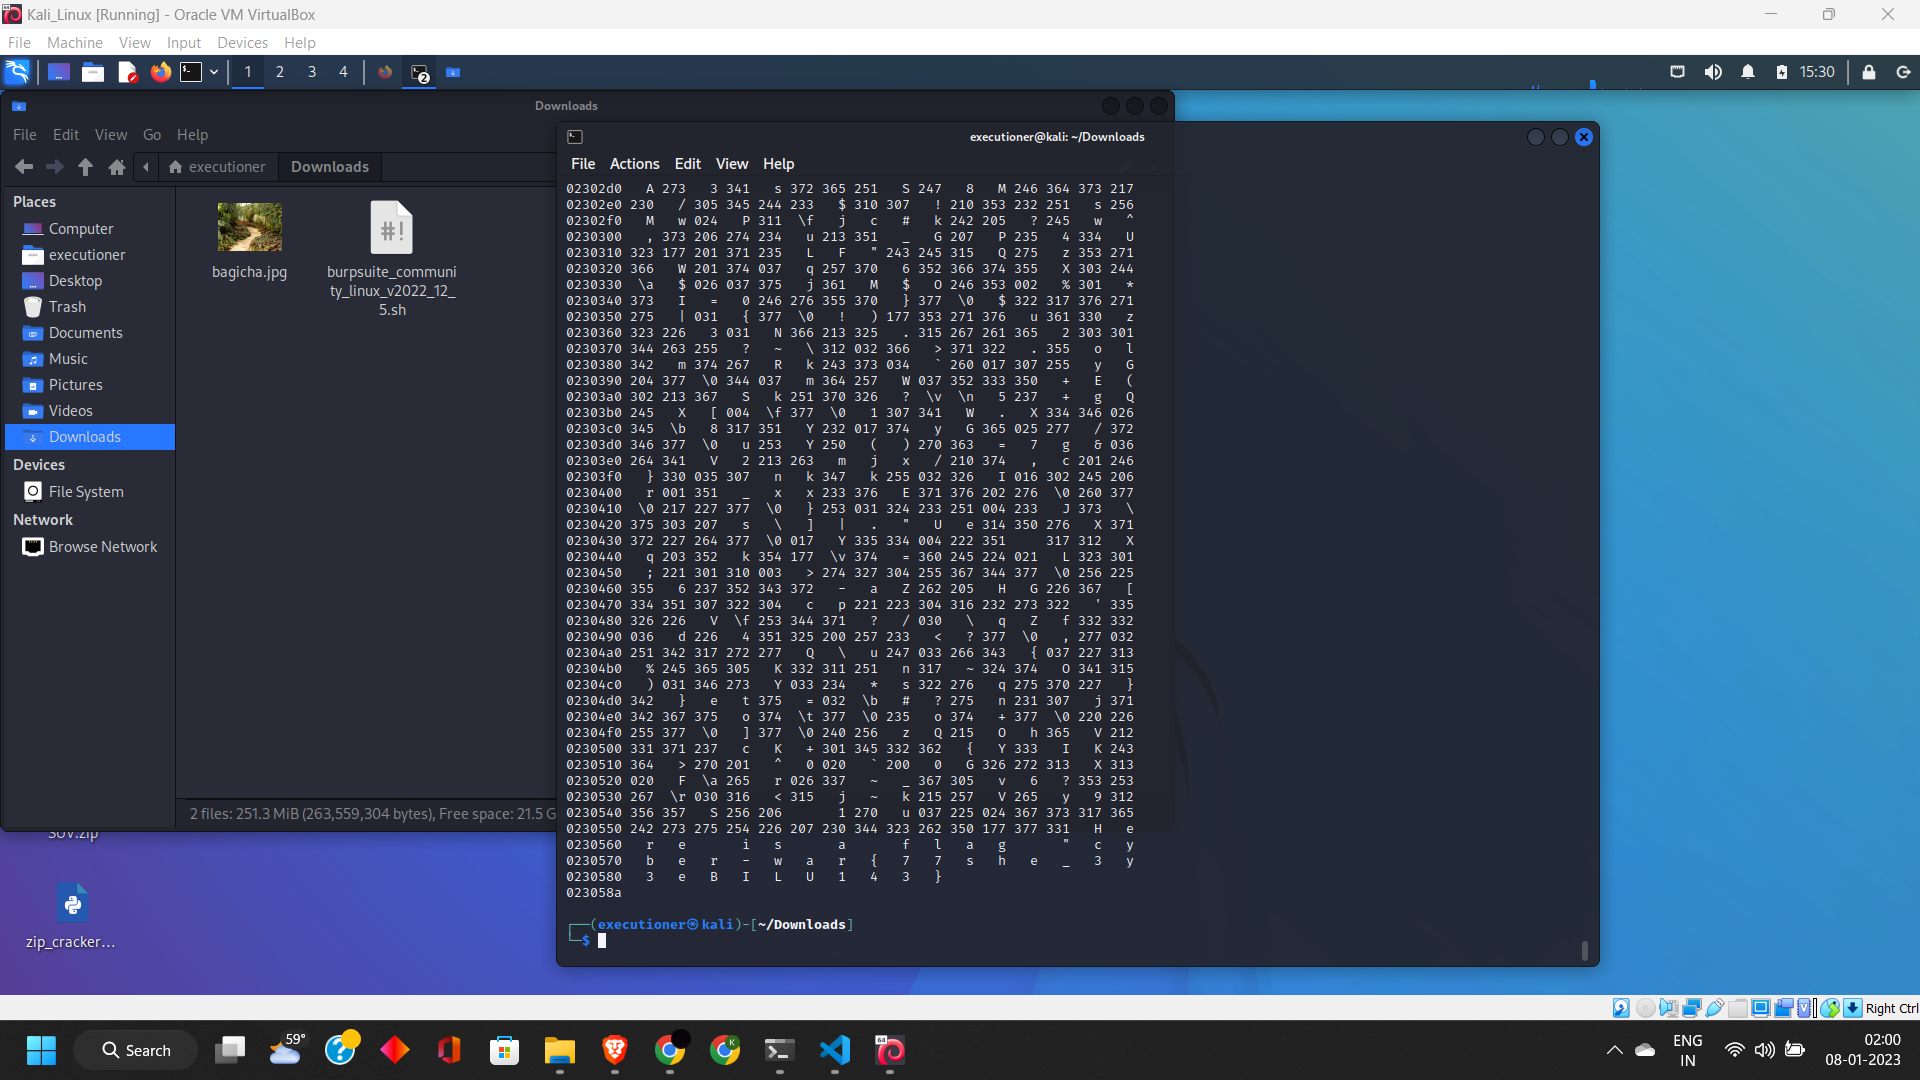 Kali_Linux [Running] - Oracle VM VirtualBox
File Machine View Input Devices Help
1 2 3 4 2 15:30
Downloads
File Edit View Go Help
executioner Downloads
Places
Computer
executioner
Desktop
Trash
Documents
Music
Pictures
Videos
Downloads
Devices
File System
Network
Browse Network
bagicha.jpg
burpsuite_communi
ty_linux_v2022_12_
5.sh
2 files: 251.3 MiB (263,559,304 bytes), Free space: 21.5 G
SUV.zip
zip_cracker...
executioner@kali: ~/Downloads
File Actions Edit View Help
02302d0 A 273 3 341 s 372 365 251 S 247 8 M 246 364 373 217
02302e0 230 / 305 345 244 233 $ 310 307 ! 210 353 232 251 s 256
02302f0 M w 024 P 311 \f j c # k 242 205 ? 245 w ^
0230300 , 373 206 274 234 u 213 351 _ G 207 P 235 4 334 U
0230310 323 177 201 371 235 L F " 243 245 315 Q 275 z 353 271
0230320 366 W 201 374 037 q 257 370 6 352 366 374 355 X 303 244
0230330 \a $ 026 037 375 j 361 M $ O 246 353 002 % 301 *
0230340 373 I = 0 246 276 355 370 } 377 \0 $ 322 317 376 271
0230350 275 | 031 { 377 \0 ! ) 177 353 271 376 u 361 330 z
0230360 323 226 3 031 N 366 213 325 . 315 267 261 365 2 303 301
0230370 344 263 255 ? ~ \ 312 032 366 > 371 322 . 355 o l
0230380 342 m 374 267 R k 243 373 034 ` 260 017 307 255 y G
0230390 204 377 \0 344 037 m 364 257 W 037 352 333 350 + E (
02303a0 302 213 367 S k 251 370 326 ? \v \n 5 237 + g Q
02303b0 245 X [ 004 \f 377 \0 1 307 341 W . X 334 346 026
02303c0 345 \b 8 317 351 Y 232 017 374 y G 365 025 277 / 372
02303d0 346 377 \0 u 253 Y 250 ( ) 270 363 = 7 g & 036
02303e0 264 341 V 2 213 263 m j x / 210 374 , c 201 246
02303f0 } 330 035 307 n k 347 k 255 032 326 I 016 302 245 206
0230400 r 001 351 _ x x 233 376 E 371 376 202 276 \0 260 377
0230410 \0 217 227 377 \0 } 253 031 324 233 251 004 233 J 373 \
0230420 375 303 207 s \ ] | . " U e 314 350 276 X 371
0230430 372 227 264 377 \0 017 Y 335 334 004 222 351 317 312 X
0230440 q 203 352 k 354 177 \v 374 = 360 245 224 021 L 323 301
0230450 ; 221 301 310 003 > 274 327 304 255 367 344 377 \0 256 225
0230460 355 6 237 352 343 372 - a Z 262 205 H G 226 367 [
0230470 334 351 307 322 304 c p 221 223 304 316 232 273 322 ' 335
0230480 326 226 V \f 253 344 371 ? / 030 \ q Z f 332 332
0230490 036 d 226 4 351 325 200 257 233 < ? 377 \0 , 277 032
02304a0 251 342 317 272 277 Q \ u 247 033 266 343 { 037 227 313
02304b0 % 245 365 305 K 332 311 251 n 317 ~ 324 374 O 341 315
02304c0 ) 031 346 273 Y 033 234 * s 322 276 q 275 370 227 }
02304d0 342 } e t 375 = 032 \b # ? 275 n 231 307 j 371
02304e0 342 367 375 o 374 \t 377 \0 235 o 374 + 377 \0 220 226
02304f0 255 377 \0 ] 377 \0 240 256 z Q 215 O h 365 V 212
0230500 331 371 237 c K + 301 345 332 362 { Y 333 I K 243
0230510 364 > 270 201 ^ 0 020 ` 200 0 G 326 272 313 X 313
0230520 020 F \a 265 r 026 337 ~ _ 367 305 v 6 ? 353 253
0230530 267 \r 030 316 < 315 j ~ k 215 257 V 265 y 9 312
0230540 356 357 S 256 206 1 270 u 037 225 024 367 373 317 365
0230550 242 273 275 254 226 207 230 344 323 262 350 177 377 331 H e
0230560 r e i s a f l a g " c y
0230570 b e r - w a r { 7 7 s h e _ 3 y
0230580 3 e B I L U 1 4 3 }
023058a
┌──(executioner㉿kali)-[~/Downloads]
└─$
Right Ctrl
Search 59° ENG IN 02:00 08-01-2023